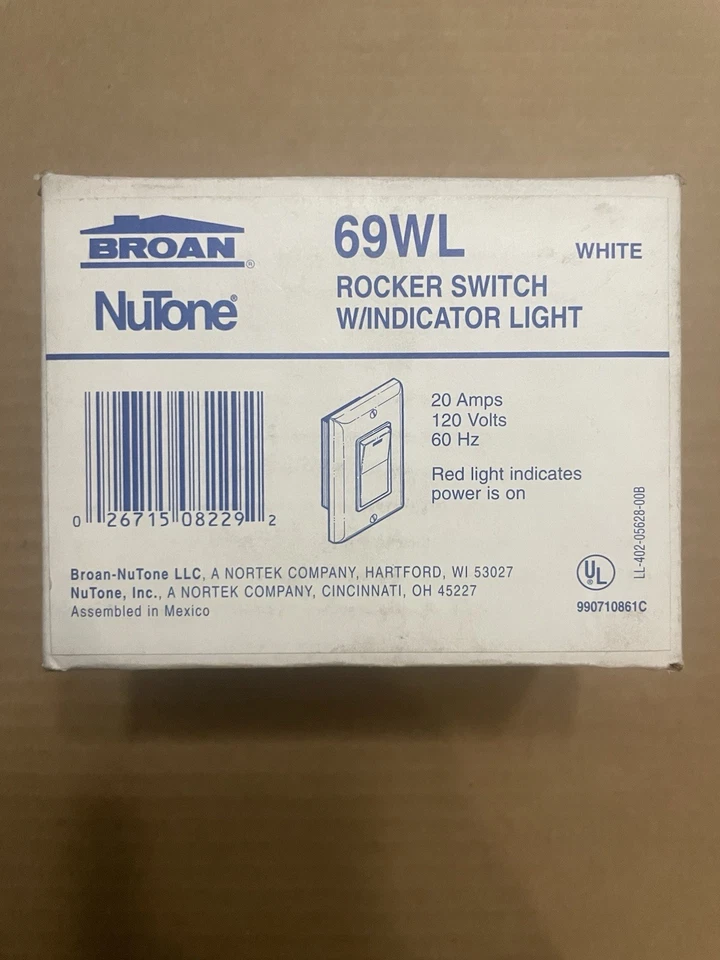 BROAN®
NuTone®
69WL
WHITE
ROCKER SWITCH
W/INDICATOR LIGHT
0 26715 08229 2
20 Amps
120 Volts
60 Hz
Red light indicates
power is on
LL-402-05628-00B
UL
990710861C
Broan-NuTone LLC, A NORTEK COMPANY, HARTFORD, WI 53027
NuTone, Inc., A NORTEK COMPANY, CINCINNATI, OH 45227
Assembled in Mexico